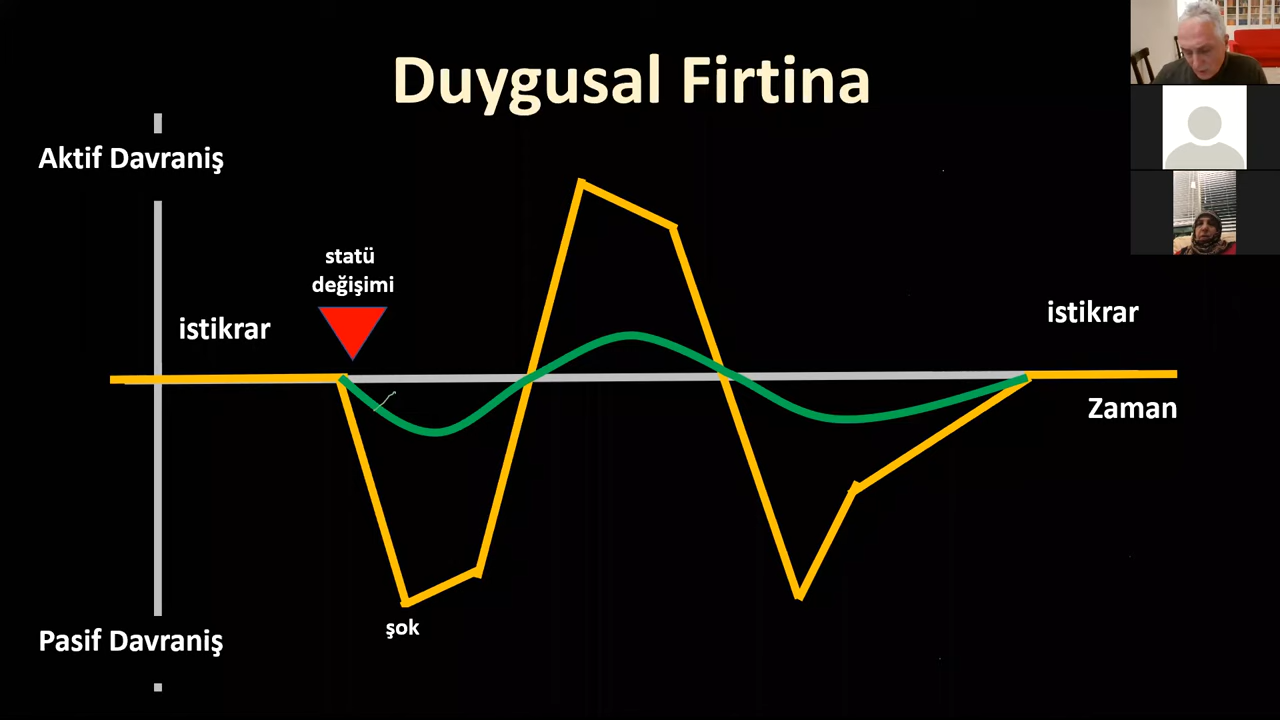 Duygusal Firtina
Aktif Davraniş
statü
değişimi
istikrar
istikrar
Zaman
şok
Pasif Davraniş